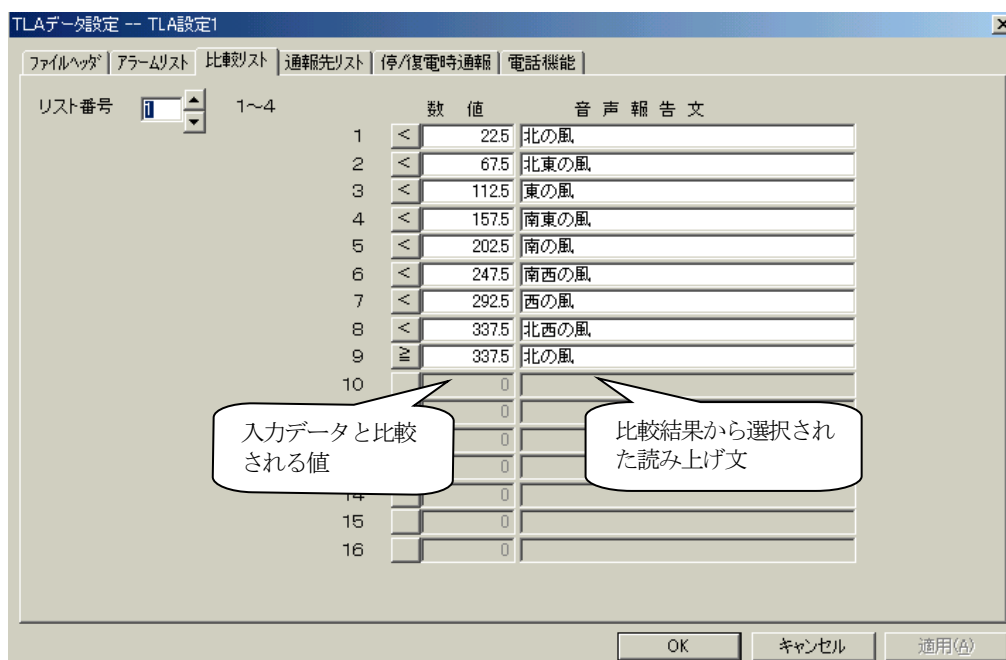 TLAデータ設定 -- TLA設定1
ファイルヘッダ アラームリスト 比較リスト 通報先リスト 停/復電時通報 電話機能
リスト番号 1 1～4
数 値 音 声 報 告 文
1 < 22.5 北の風
2 < 67.5 北東の風
3 < 112.5 東の風
4 < 157.5 南東の風
5 < 202.5 南の風
6 < 247.5 南西の風
7 < 292.5 西の風
8 < 337.5 北西の風
9 ≧ 337.5 北の風
10 0
0
0
0
14 0
15 0
16 0
入力データと比較
される値
比較結果から選択され
た読み上げ文
OK キャンセル 適用(A)